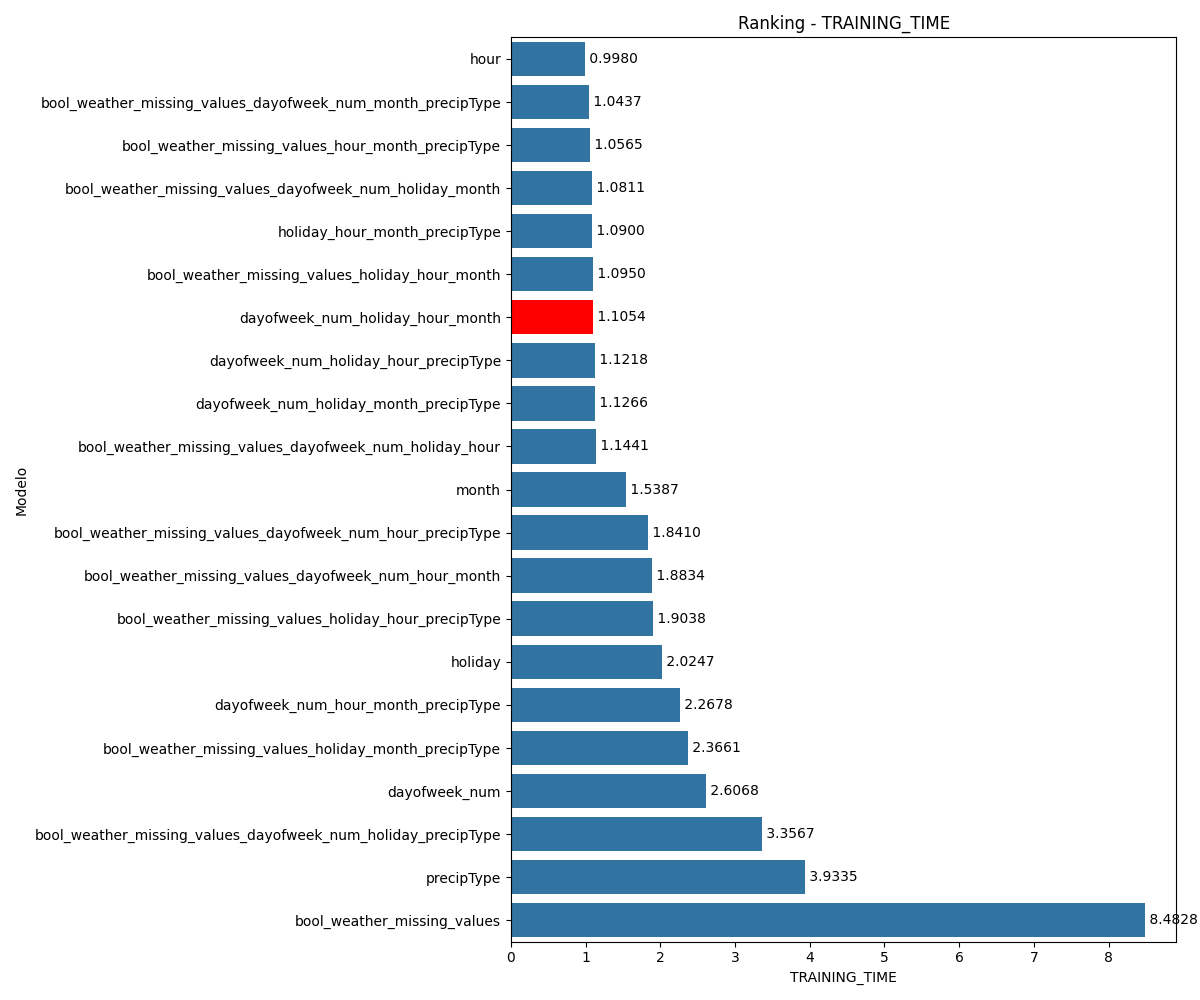 Ranking - TRAINING_TIME
hour 0.9980
bool_weather_missing_values_dayofweek_num_month_precipType 1.0437
bool_weather_missing_values_hour_month_precipType 1.0565
bool_weather_missing_values_dayofweek_num_holiday_month 1.0811
holiday_hour_month_precipType 1.0900
bool_weather_missing_values_holiday_hour_month 1.0950
dayofweek_num_holiday_hour_month 1.1054
dayofweek_num_holiday_hour_precipType 1.1218
dayofweek_num_holiday_month_precipType 1.1266
bool_weather_missing_values_dayofweek_num_holiday_hour 1.1441
month 1.5387
bool_weather_missing_values_dayofweek_num_hour_precipType 1.8410
bool_weather_missing_values_dayofweek_num_hour_month 1.8834
bool_weather_missing_values_holiday_hour_precipType 1.9038
holiday 2.0247
dayofweek_num_hour_month_precipType 2.2678
bool_weather_missing_values_holiday_month_precipType 2.3661
dayofweek_num 2.6068
bool_weather_missing_values_dayofweek_num_holiday_precipType 3.3567
precipType 3.9335
bool_weather_missing_values 8.4828
Modelo
0 1 2 3 4 5 6 7 8
TRAINING_TIME